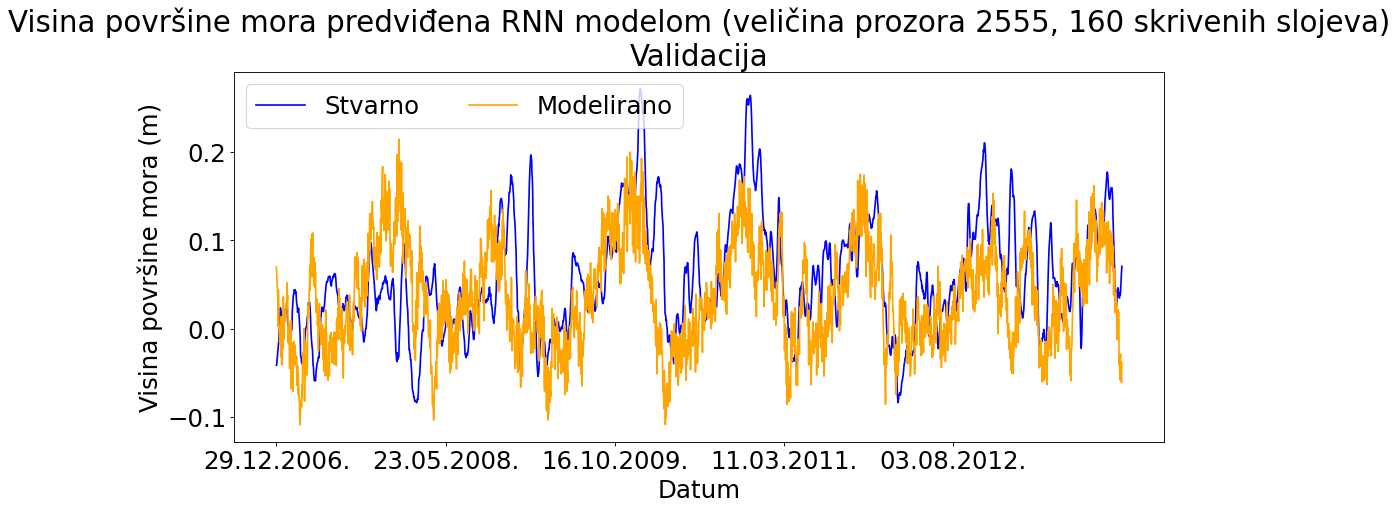 Visina površine mora predviđena RNN modelom (veličina prozora 2555, 160 skrivenih slojeva)
Validacija
Stvarno Modelirano
Visina površine mora (m)
0.2
0.1
0.0
−0.1
29.12.2006. 23.05.2008. 16.10.2009. 11.03.2011. 03.08.2012.
Datum